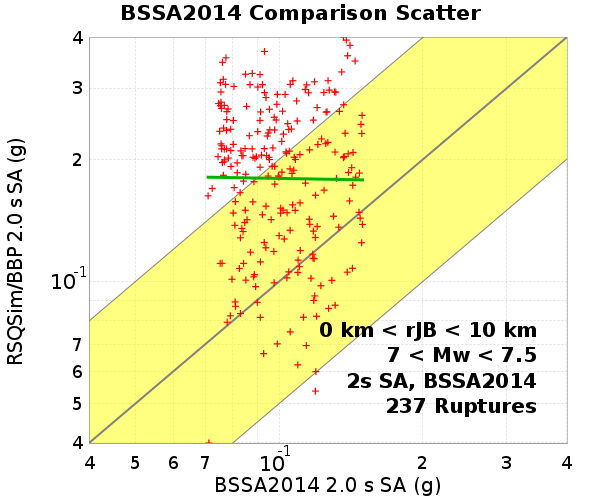 BSSA2014 Comparison Scatter
RSQSim/BBP 2.0 s SA (g)
4
3
2
10⁻¹
7
6
5
4
0 km < rJB < 10 km
7 < Mw < 7.5
2s SA, BSSA2014
237 Ruptures
4 5 6 7 10⁻¹ 2 3 4
BSSA2014 2.0 s SA (g)